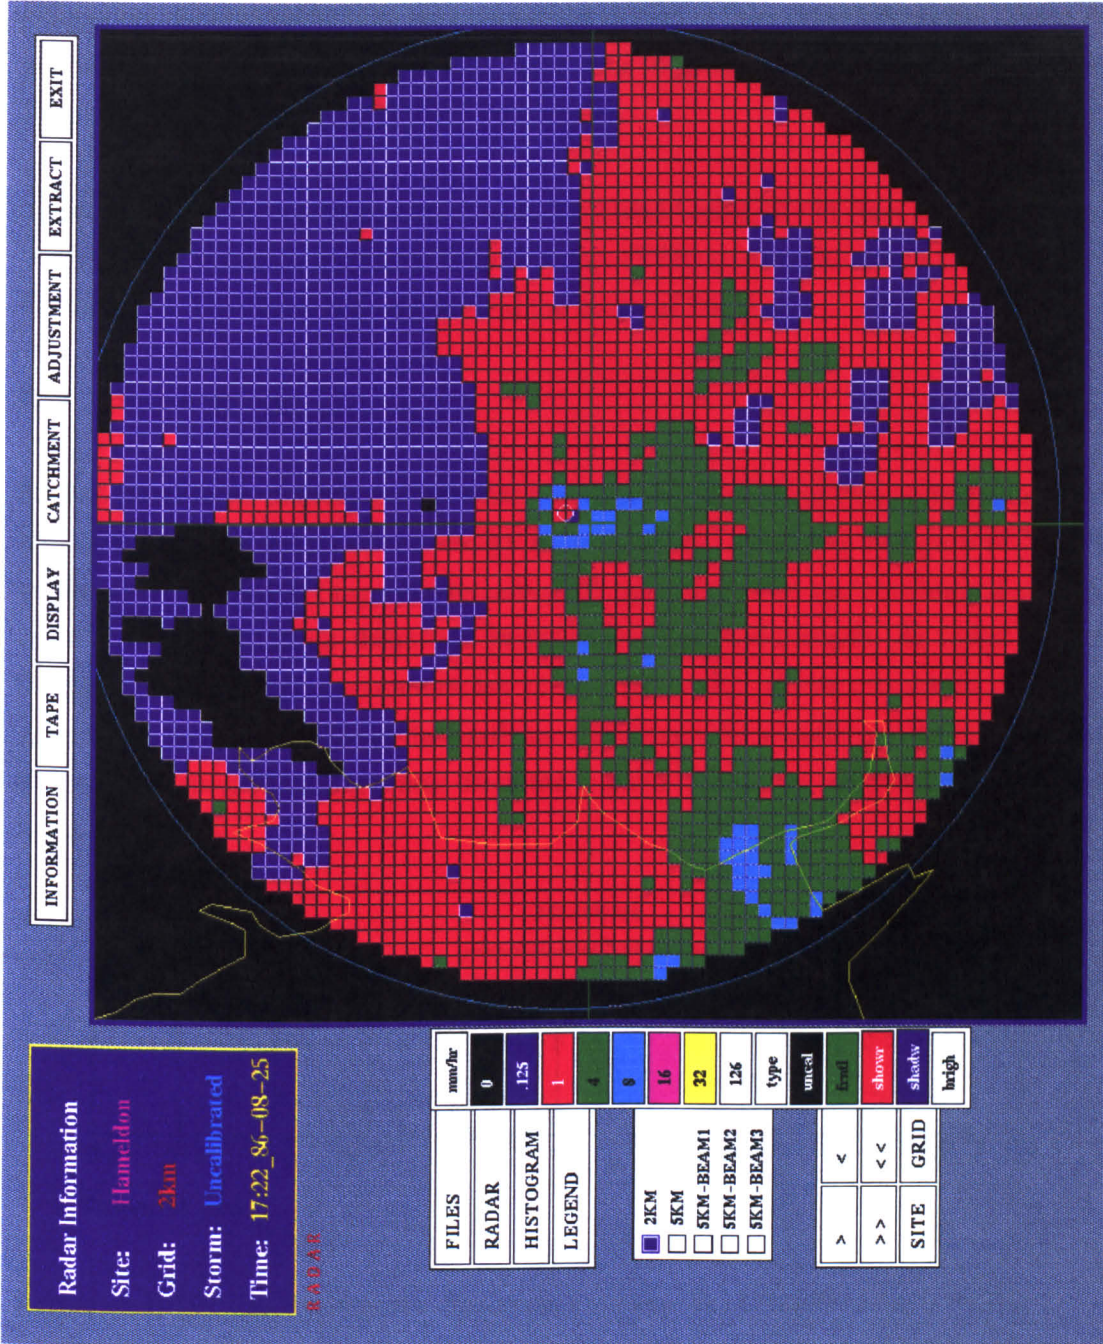 INFORMATION
TAPE
DISPLAY
CATCHMENT
ADJUSTMENT
EXTRACT
EXIT
Radar Information
Site: Hameldon
Grid: 2km
Storm: Uncalibrated
Time: 17:22_86-08-25
RADAR
FILES
RADAR
HISTOGRAM
LEGEND
mm/hr
0
.125
1
4
8
16
32
126
type
uncal
frntl
showr
shadw
brigh
2KM
5KM
5KM-BEAM1
5KM-BEAM2
5KM-BEAM3
> <
>> <<
SITE GRID